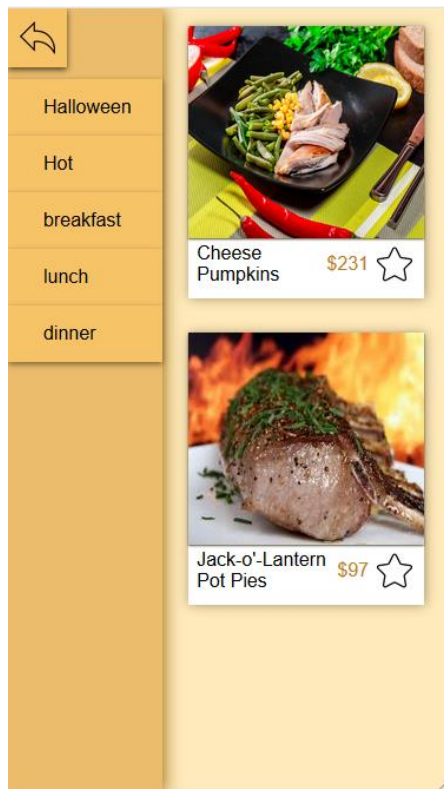 Halloween
Hot
breakfast
lunch
dinner
Cheese
Pumpkins
$231
Jack-o'-Lantern
Pot Pies
$97